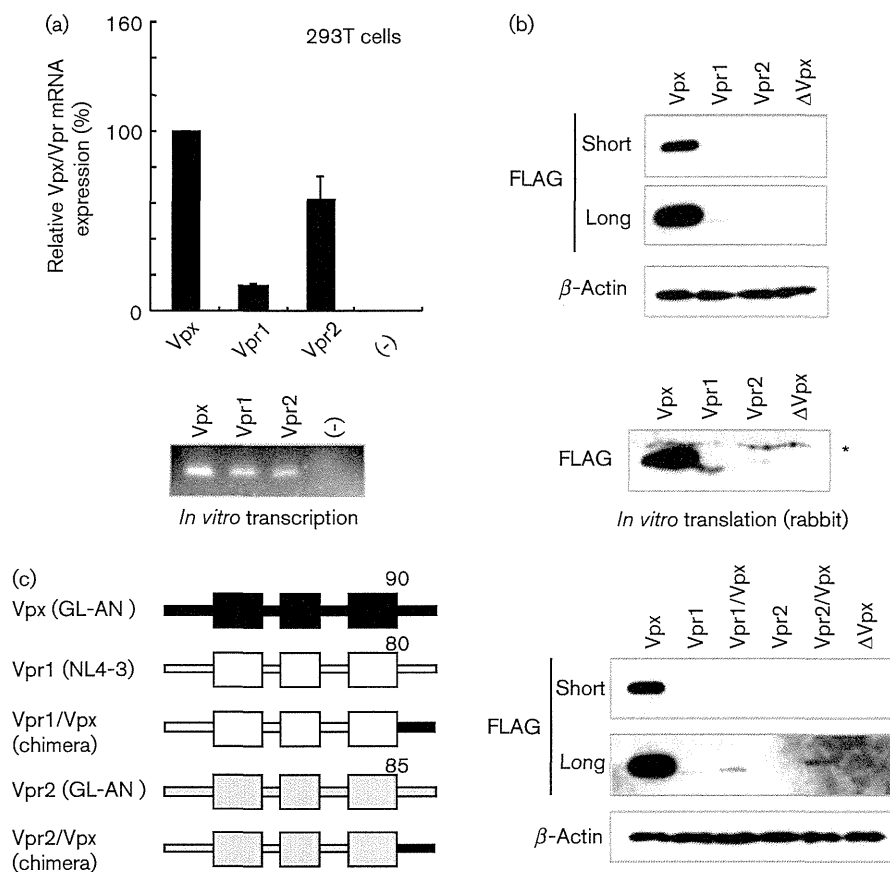 (a)
160
100
0
293T cells
Relative Vpx/Vpr mRNA
expression (%)
Vpx
Vpr1
Vpr2
(-)
Vpx
Vpr1
Vpr2
(-)
In vitro transcription
(b)
Vpx
Vpr1
Vpr2
ΔVpx
FLAG
Short
Long
β-Actin
Vpx
Vpr1
Vpr2
ΔVpx
FLAG
*
In vitro translation (rabbit)
(c)
90
Vpx (GL-AN )
80
Vpr1 (NL4-3)
Vpr1/Vpx
(chimera)
85
Vpr2 (GL-AN )
Vpr2/Vpx
(chimera)
Vpx
Vpr1
Vpr1/Vpx
Vpr2
Vpr2/Vpx
ΔVpx
FLAG
Short
Long
β-Actin